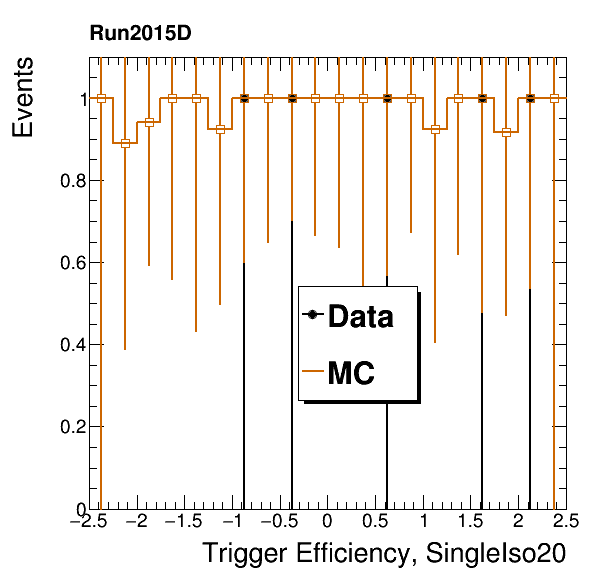 Run2015D
Events
1
0.8
0.6
0.4
0.2
0
Data
MC
−2.5 −2 −1.5 −1 −0.5 0 0.5 1 1.5 2 2.5
Trigger Efficiency, SingleIso20